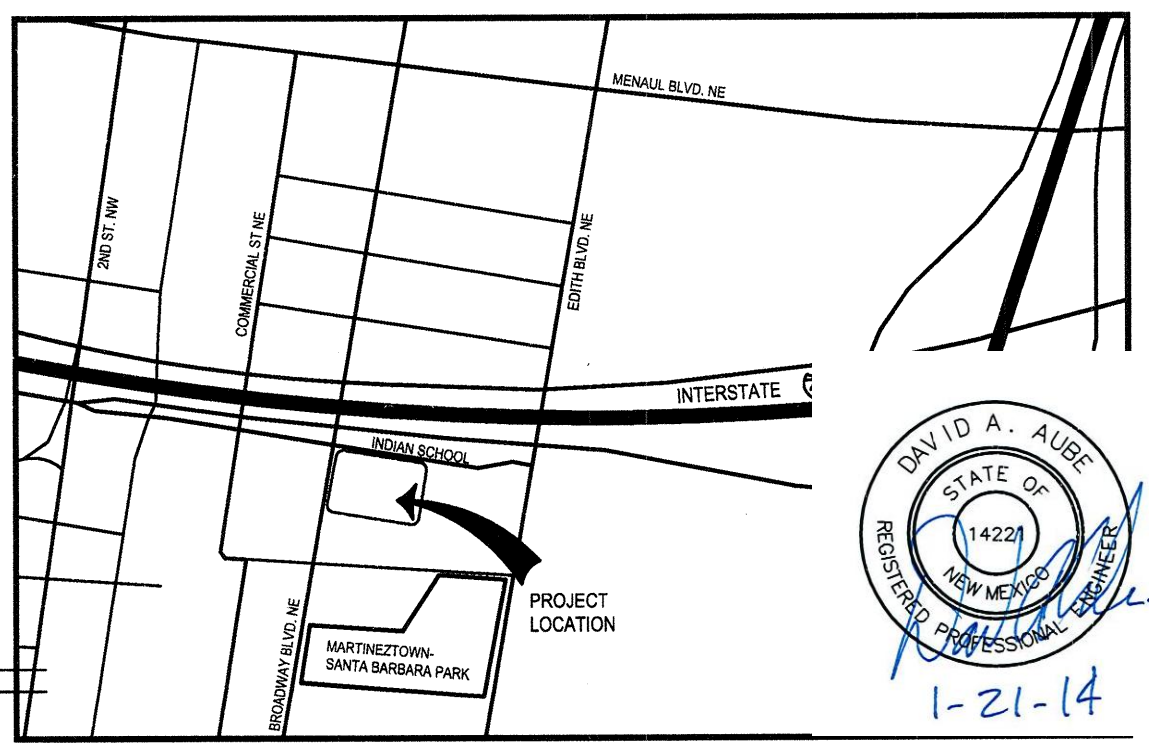 MENAUL BLVD. NE
2ND ST. NW
COMMERCIAL ST NE
EDITH BLVD. NE
INTERSTATE
INDIAN SCHOOL
PROJECT
LOCATION
BROADWAY BLVD. NE
MARTINEZTOWN-
SANTA BARBARA PARK
DAVID A. AUBE
STATE OF
14221
NEW MEXICO
REGISTERED PROFESSIONAL ENGINEER
1-21-14